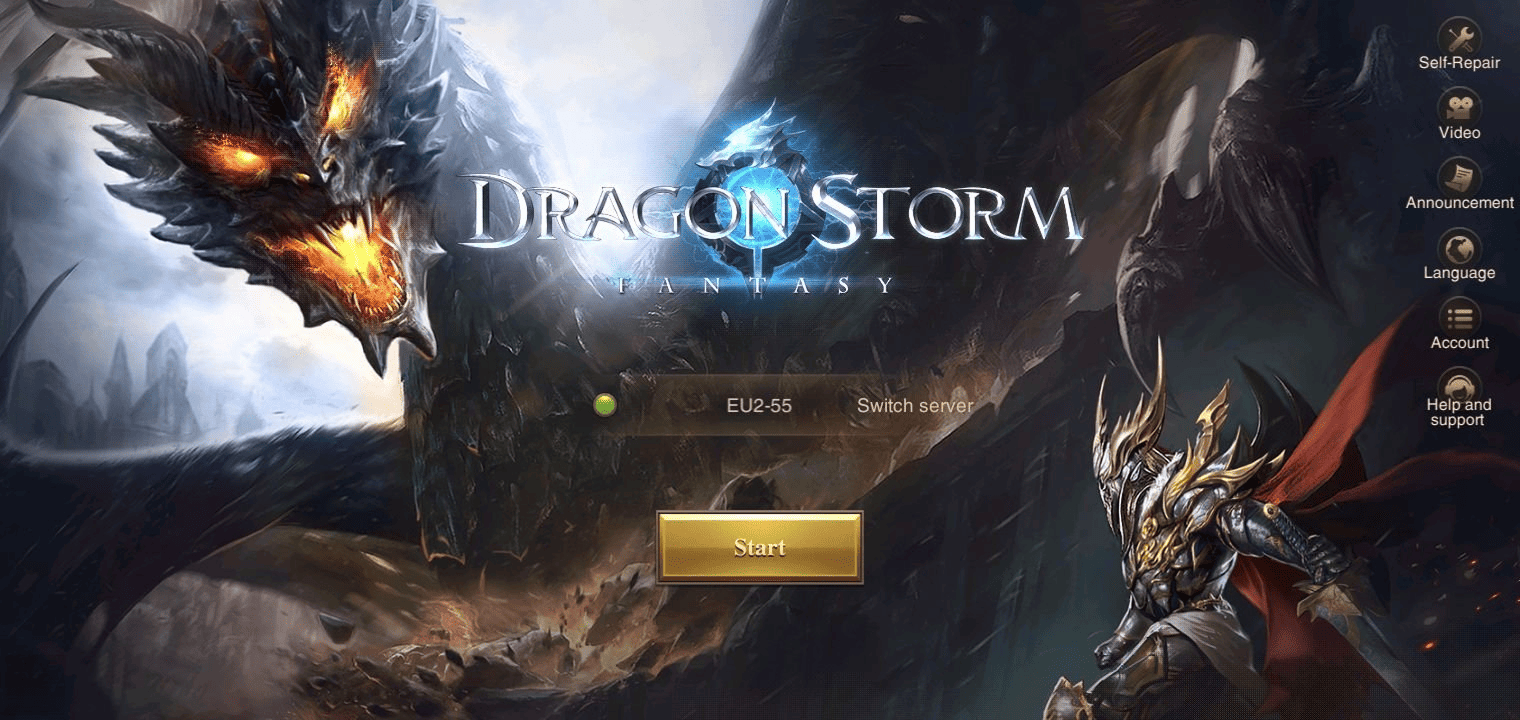 DRAGON STORM
FANTASY
EU2-55 Switch server
Start
Self-Repair
Video
Announcement
Language
Account
Help and
support